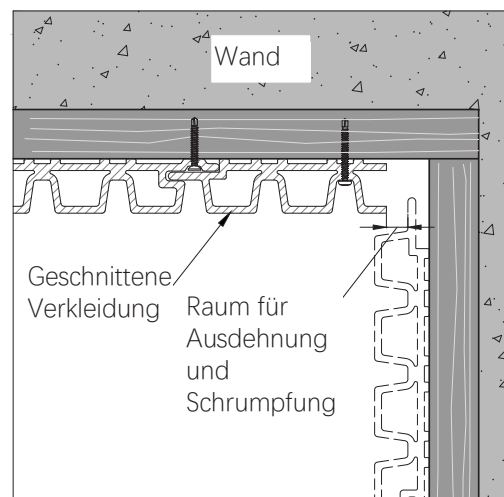 Wand
Geschnittene
Verkleidung
Raum für
Ausdehnung
und
Schrumpfung